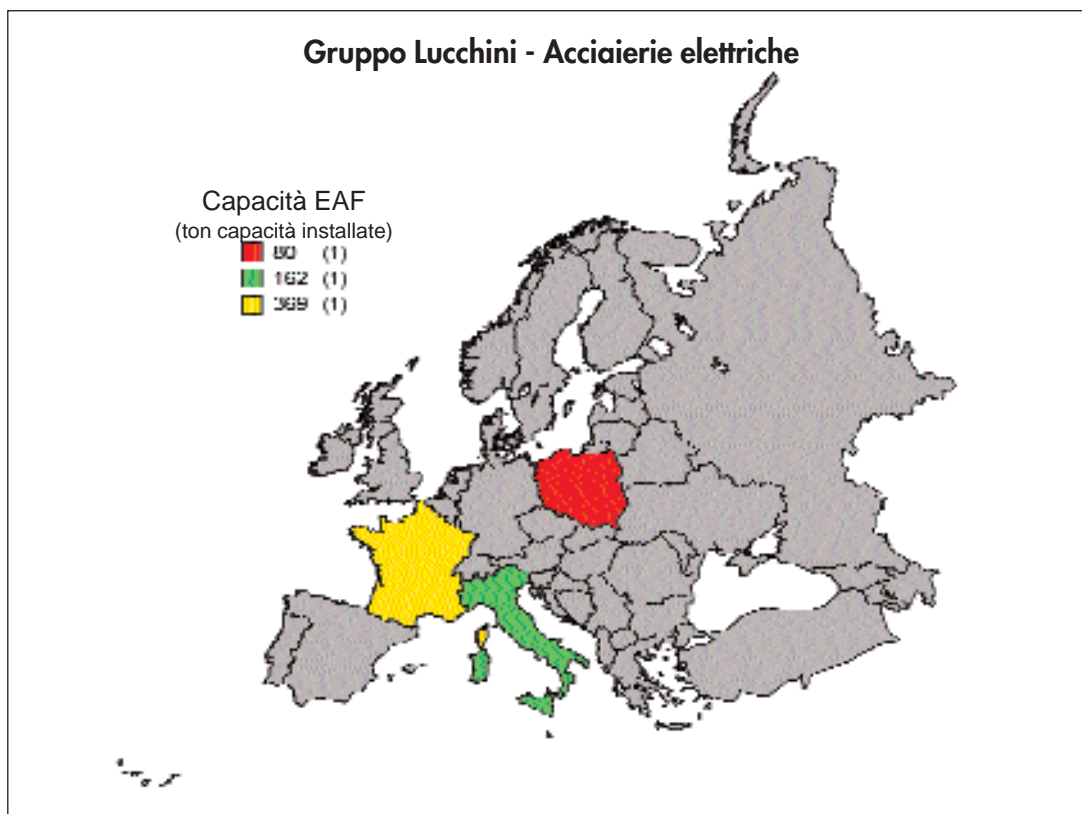 Gruppo Lucchini - Acciaierie elettriche
Capacità EAF
(ton capacità installate)
80 (1)
162 (1)
369 (1)